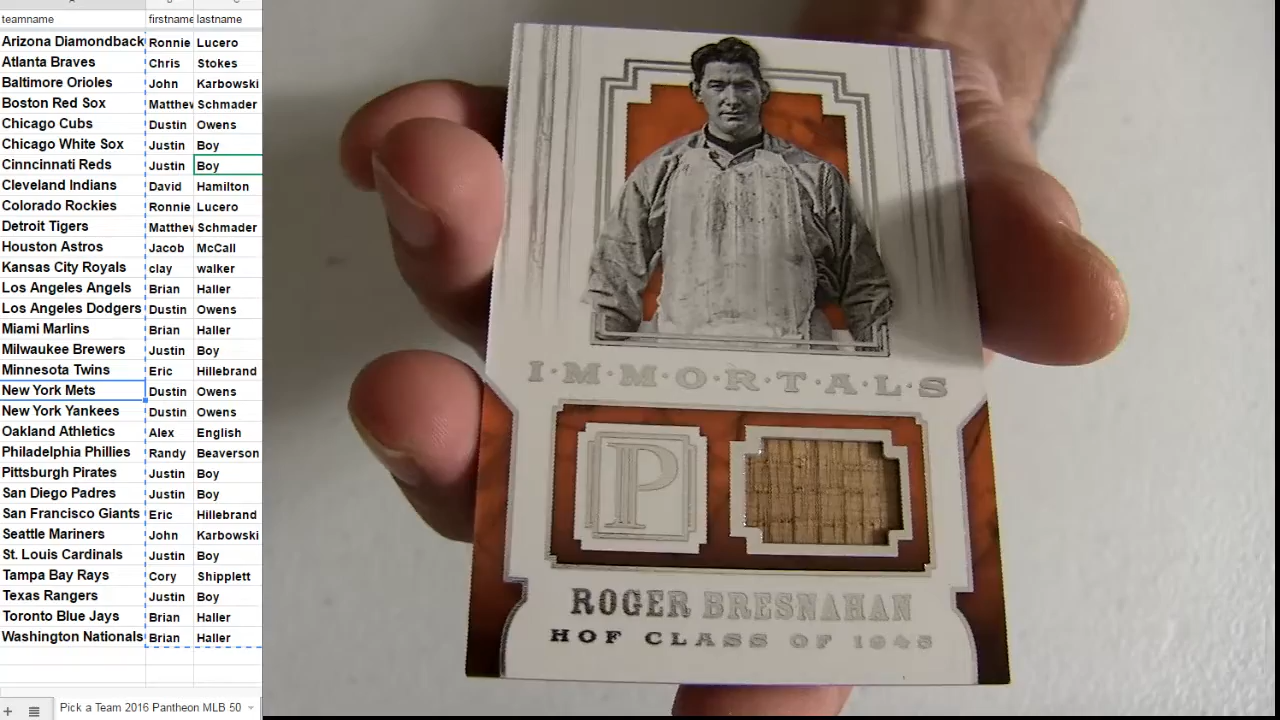 teamname firstname lastname
Arizona Diamondback Ronnie Lucero
Atlanta Braves Chris Stokes
Baltimore Orioles John Karbowski
Boston Red Sox Matthew Schmader
Chicago Cubs Dustin Owens
Chicago White Sox Justin Boy
Cinncinnati Reds Justin Boy
Cleveland Indians David Hamilton
Colorado Rockies Ronnie Lucero
Detroit Tigers Matthew Schmader
Houston Astros Jacob McCall
Kansas City Royals clay walker
Los Angeles Angels Brian Haller
Los Angeles Dodgers Dustin Owens
Miami Marlins Brian Haller
Milwaukee Brewers Justin Boy
Minnesota Twins Eric Hillebrand
New York Mets Dustin Owens
New York Yankees Dustin Owens
Oakland Athletics Alex English
Philadelphia Phillies Randy Beaverson
Pittsburgh Pirates Justin Boy
San Diego Padres Justin Boy
San Francisco Giants Eric Hillebrand
Seattle Mariners John Karbowski
St. Louis Cardinals Justin Boy
Tampa Bay Rays Cory Shipplett
Texas Rangers Justin Boy
Toronto Blue Jays Brian Haller
Washington Nationals Brian Haller
Pick a Team 2016 Pantheon MLB 50
I·M·M·O·R·T·A·L·S
P
ROGER BRESNAHAN
HOF CLASS OF 1945